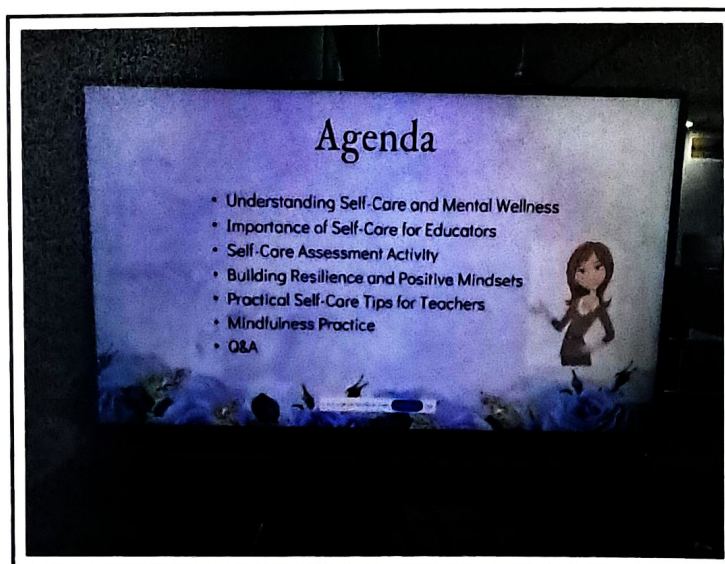 Agenda
• Understanding Self-Care and Mental Wellness
• Importance of Self-Care for Educators
• Self-Care Assessment Activity
• Building Resilience and Positive Mindsets
• Practical Self-Care Tips for Teachers
• Mindfulness Practice
• Q&A